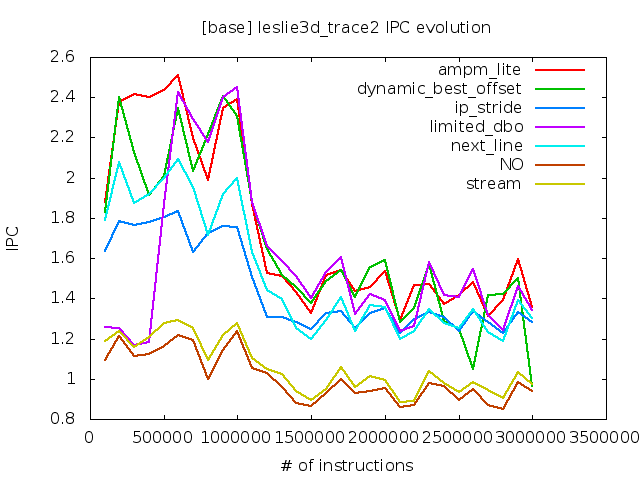 [base] leslie3d_trace2 IPC evolution
2.6
2.4
2.2
2
1.8
1.6
1.4
1.2
1
0.8
IPC
ampm_lite
dynamic_best_offset
ip_stride
limited_dbo
next_line
NO
stream
0 500000 1000000 1500000 2000000 2500000 3000000 3500000
# of instructions